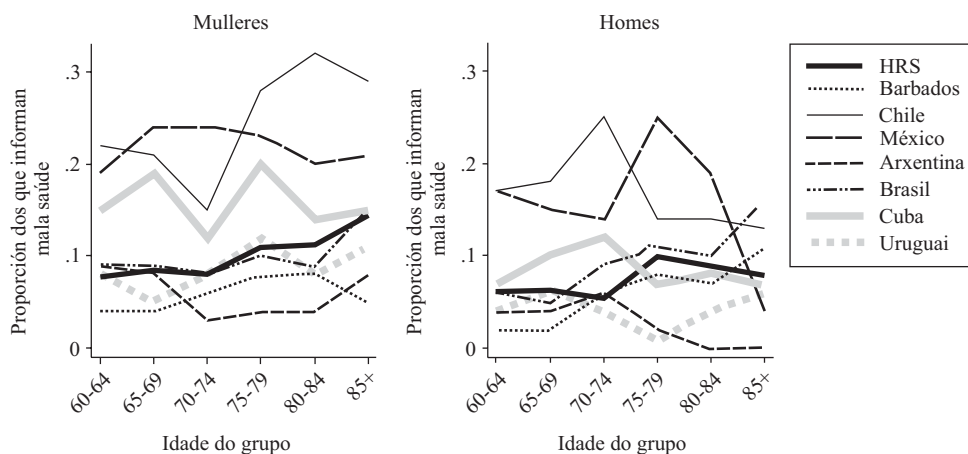 Mulleres
Proporción dos que informan
mala saúde
.3
.2
.1
0
60-64
65-69
70-74
75-79
80-84
85+
Idade do grupo
Homes
Proporción dos que informan
mala saúde
.3
.2
.1
0
60-64
65-69
70-74
75-79
80-84
85+
Idade do grupo
HRS
Barbados
Chile
México
Arxentina
Brasil
Cuba
Uruguai